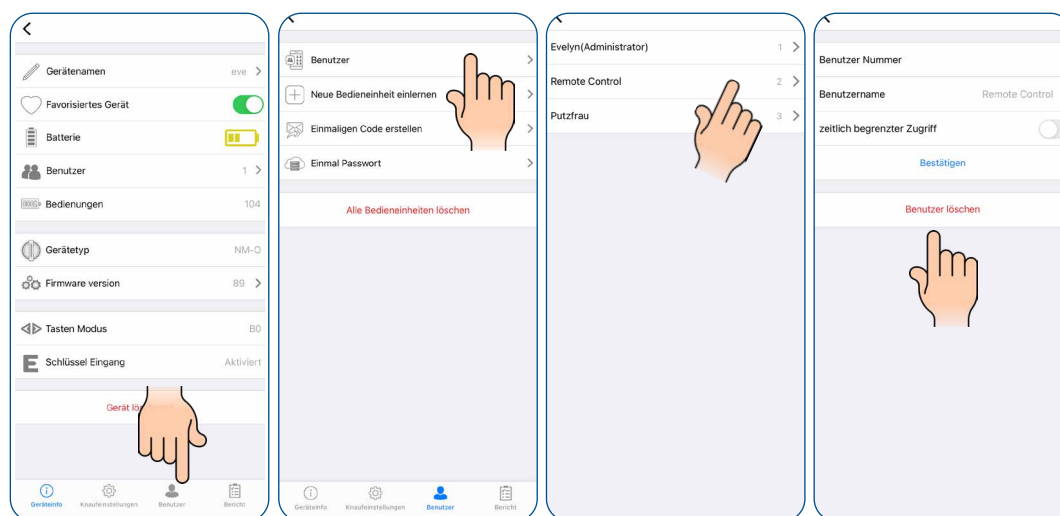 Gerätenamen eve
Favorisiertes Gerät
Batterie
Benutzer 1
Bedienungen 104
Gerätetyp NM-O
Firmware version 89
Tasten Modus B0
Schlüssel Eingang Aktiviert
Gerät
Geräteinfo Knaufeinstellungen Benutzer Bericht
Benutzer
Neue Bedieneinheit einlernen
Einmaligen Code erstellen
Einmal Passwort
Alle Bedieneinheiten löschen
Geräteinfo Knaufeinstellungen Benutzer Bericht
Evelyn(Administrator) 1
Remote Control 2
Putzfrau 3
Benutzer Nummer
Benutzername Remote Control
zeitlich begrenzter Zugriff
Bestätigen
Benutzer löschen